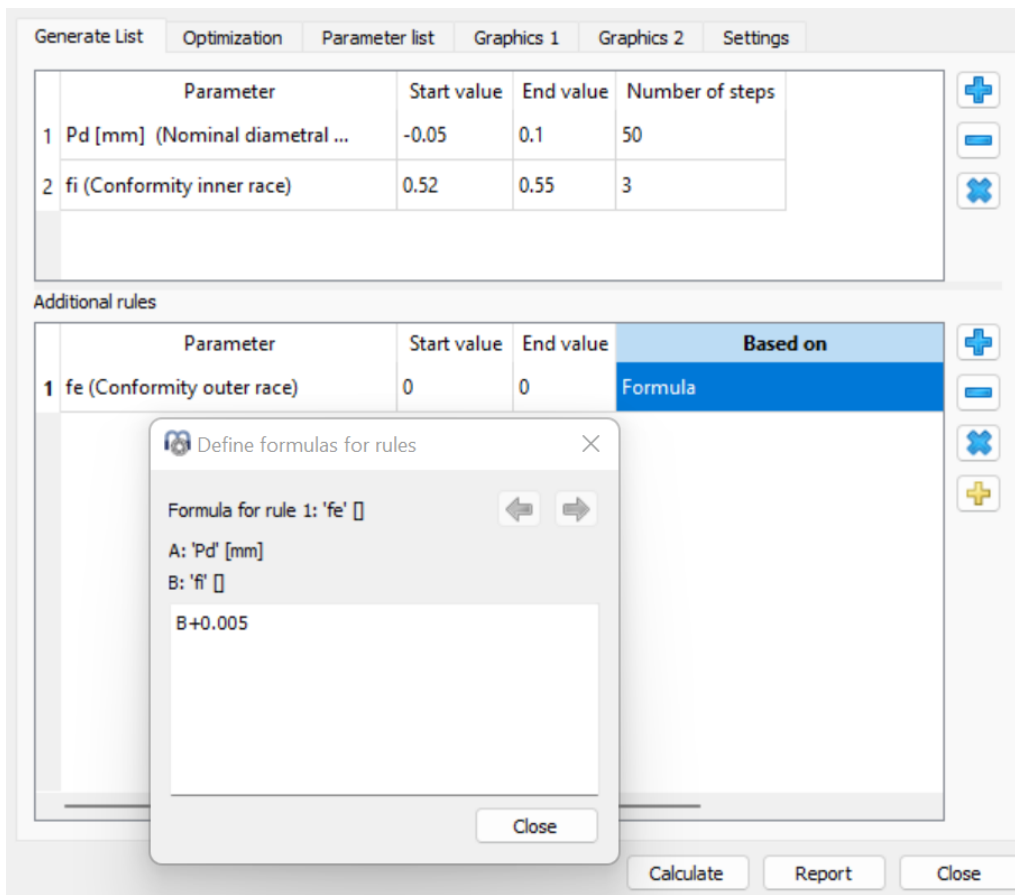 Generate List Optimization Parameter list Graphics 1 Graphics 2 Settings
Parameter Start value End value Number of steps
1 Pd [mm] (Nominal diametral ... -0.05 0.1 50
2 fi (Conformity inner race) 0.52 0.55 3
Additional rules
Parameter Start value End value Based on
1 fe (Conformity outer race) 0 0 Formula
Define formulas for rules
Formula for rule 1: 'fe' []
A: 'Pd' [mm]
B: 'fi' []
B+0.005
Close
Calculate Report Close